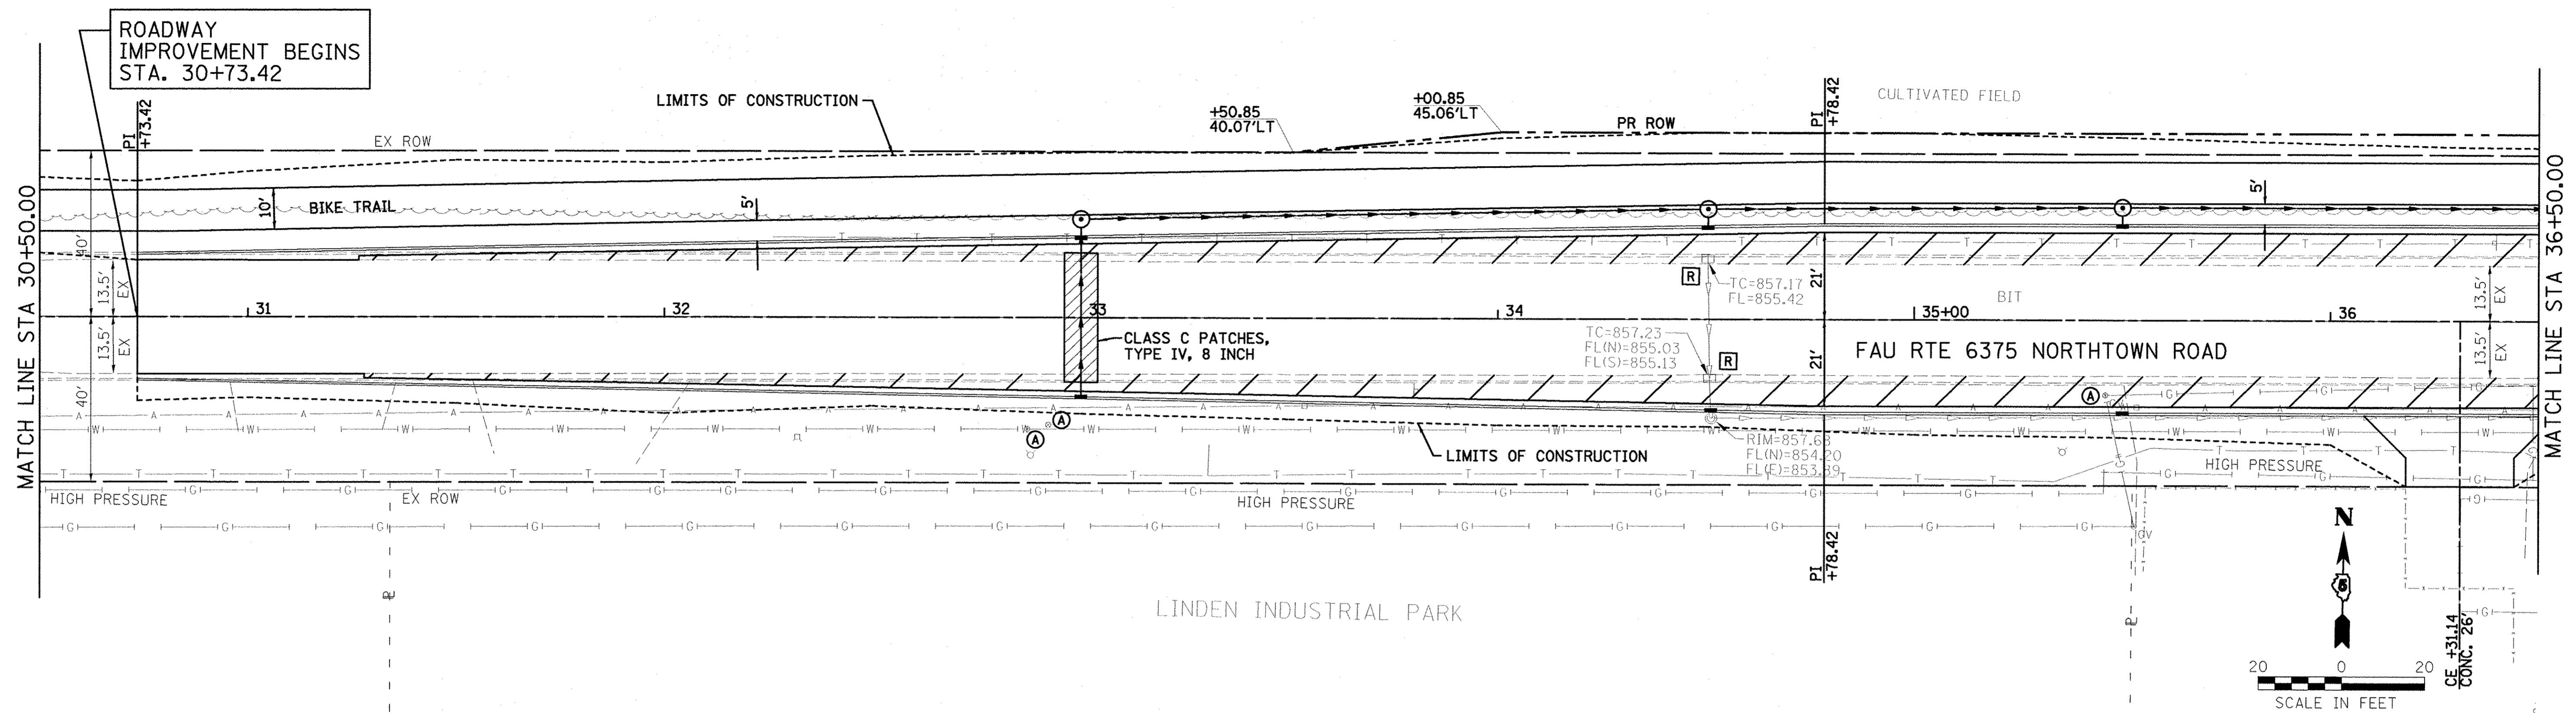 ROADWAY
IMPROVEMENT BEGINS
STA. 30+73.42
MATCH LINE STA 30+50.00
PI
+73.42
LIMITS OF CONSTRUCTION
EX ROW
+50.85
40.07'LT
+00.85
45.06'LT
PR ROW
PI
+78.42
CULTIVATED FIELD
MATCH LINE STA 36+50.00
10'
BIKE TRAIL
5'
5'
40'
13.5'
EX
13.5'
EX
40'
31
32
33
34
35+00
36
R
TC=857.17
FL=855.42
21'
21'
BIT
13.5'
EX
13.5'
EX
CLASS C PATCHES,
TYPE IV, 8 INCH
TC=857.23
FL(N)=855.03
FL(S)=855.13
R
FAU RTE 6375 NORTHTOWN ROAD
A
A
A
RIM=857.68
FL(N)=854.20
FL(E)=853.89
LIMITS OF CONSTRUCTION
HIGH PRESSURE
HIGH PRESSURE
EX ROW
HIGH PRESSURE
GV
PI
+78.42
LINDEN INDUSTRIAL PARK
N
CE +31.14
CONC. 26'
20 0 20
SCALE IN FEET